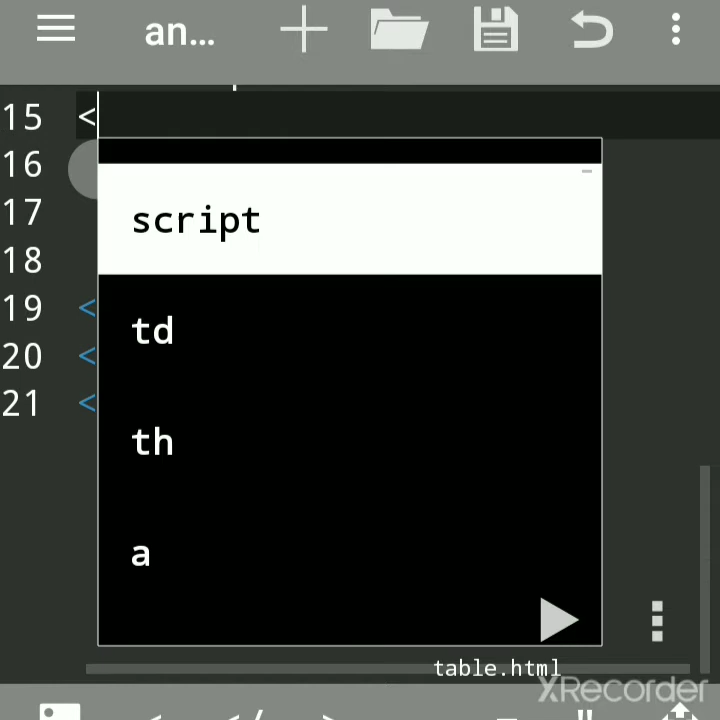 an...
15 <
16
17
18
19 <
20 <
21 <
script
td
th
a
table.html
XRecorder
< </ > = "